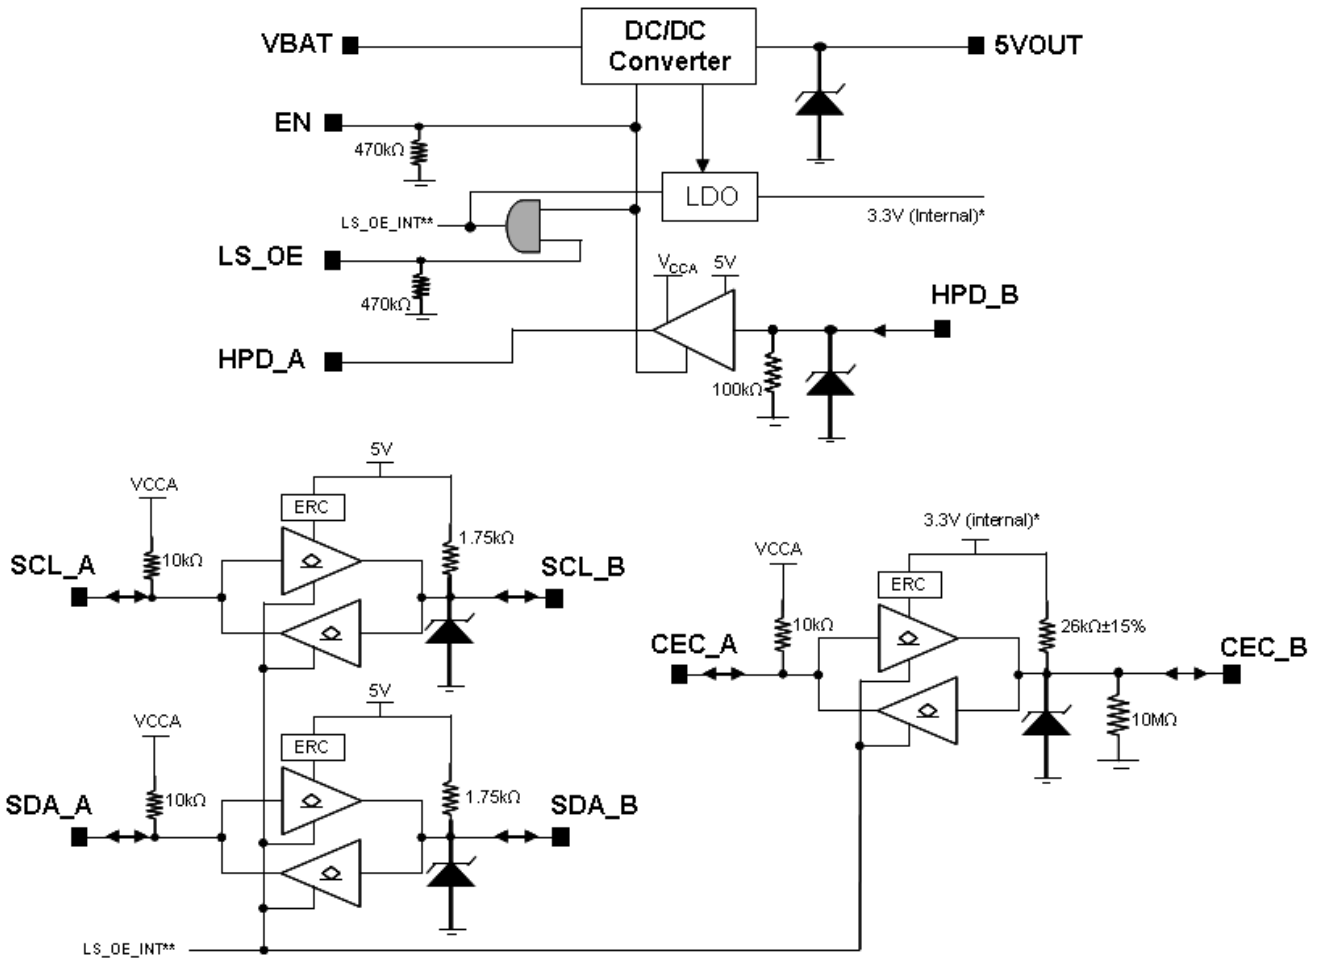 VBAT
DC/DC
Converter
5VOUT
EN
470kΩ
LDO
3.3V (Internal)*
LS_OE_INT**
LS_OE
470kΩ
VCCA
5V
HPD_B
HPD_A
100kΩ
5V
VCCA
ERC
1.75kΩ
10kΩ
SCL_A
SCL_B
3.3V (internal)*
VCCA
ERC
10kΩ
26kΩ±15%
CEC_A
CEC_B
10MΩ
5V
VCCA
ERC
10kΩ
1.75kΩ
SDA_A
SDA_B
LS_OE_INT**